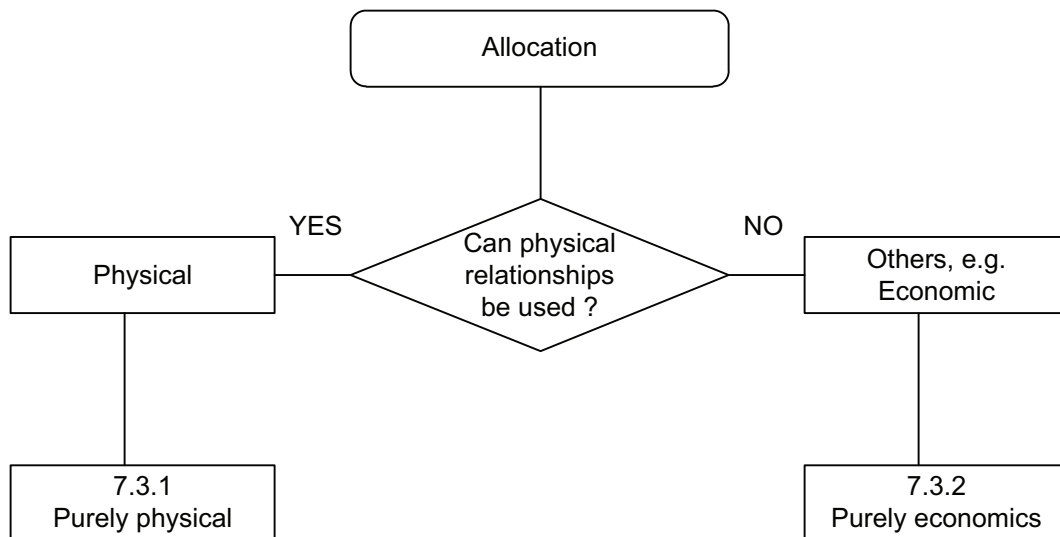 Allocation
YES
NO
Physical
Can physical
relationships
be used ?
Others, e.g.
Economic
7.3.1
Purely physical
7.3.2
Purely economics